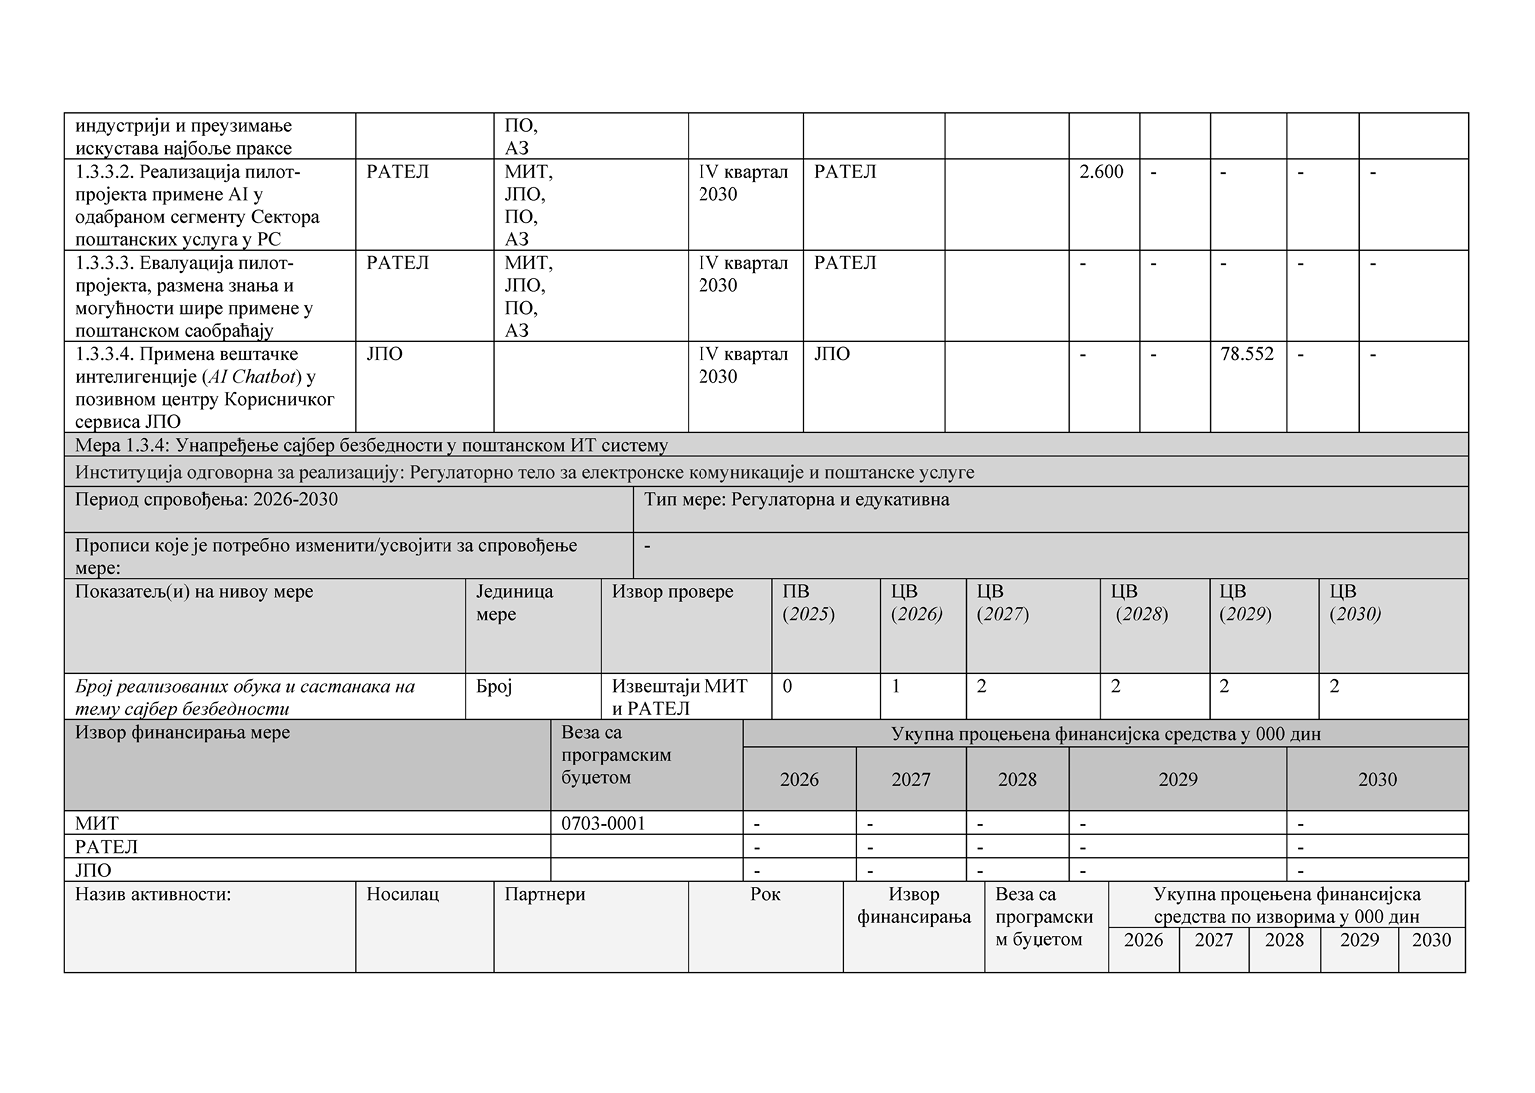 индустрији и преузимање
искустава најбоље праксе
ПО,
АЗ
1.3.3.2. Реализација пилот-
пројекта примене AI у
одабраном сегменту Сектора
поштанских услуга у РС
РАТЕЛ
МИТ,
ЈПО,
ПО,
АЗ
IV квартал
2030
РАТЕЛ
2.600
-
-
-
-
1.3.3.3. Евалуација пилот-
пројекта, размена знања и
могућности шире примене у
поштанском саобраћају
РАТЕЛ
МИТ,
ЈПО,
ПО,
АЗ
IV квартал
2030
РАТЕЛ
-
-
-
-
-
1.3.3.4. Примена вештачке
интелигенције (AI Chatbot) у
позивном центру Корисничког
сервиса ЈПО
ЈПО
IV квартал
2030
ЈПО
-
-
78.552
-
-
Мера 1.3.4: Унапређење сајбер безбедности у поштанском ИТ систему
Институција одговорна за реализацију: Регулаторно тело за електронске комуникације и поштанске услуге
Период спровођења: 2026-2030
Тип мере: Регулаторна и едукативна
Прописи које је потребно изменити/усвојити за спровођење
мере:
-
Показатељ(и) на нивоу мере
Јединица
мере
Извор провере
ПВ
(2025)
ЦВ
(2026)
ЦВ
(2027)
ЦВ
(2028)
ЦВ
(2029)
ЦВ
(2030)
Број реализованих обука и састанака на
тему сајбер безбедности
Број
Извештаји МИТ
и РАТЕЛ
0
1
2
2
2
2
Извор финансирања мере
Веза са
програмским
буџетом
Укупна процењена финансијска средства у 000 дин
2026
2027
2028
2029
2030
МИТ
0703-0001
-
-
-
-
-
РАТЕЛ
-
-
-
-
-
ЈПО
-
-
-
-
-
Назив активности:
Носилац
Партнери
Рок
Извор
финансирања
Веза са
програмски
м буџетом
Укупна процењена финансијска
средства по изворима у 000 дин
2026
2027
2028
2029
2030